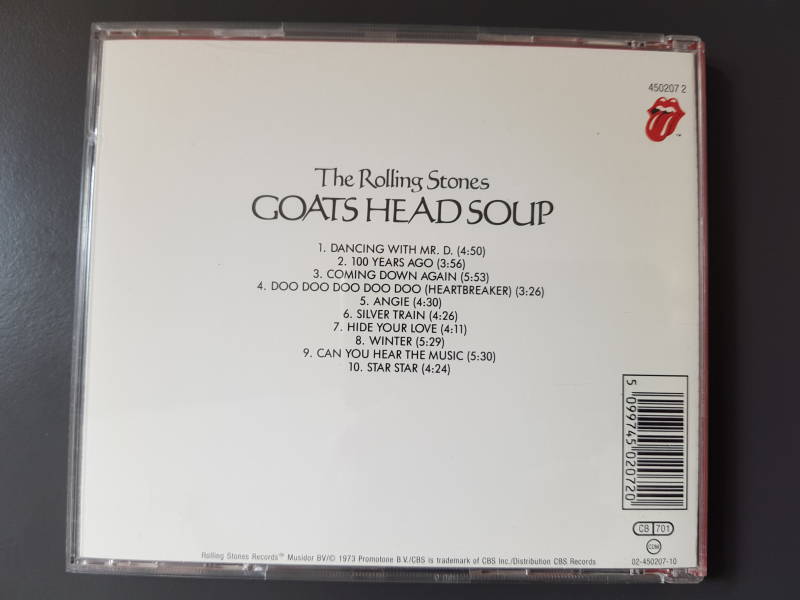 450207 2
The Rolling Stones
GOATS HEAD SOUP
1. DANCING WITH MR. D. (4:50)
2. 100 YEARS AGO (3:56)
3. COMING DOWN AGAIN (5:53)
4. DOO DOO DOO DOO DOO (HEARTBREAKER) (3:26)
5. ANGIE (4:30)
6. SILVER TRAIN (4:26)
7. HIDE YOUR LOVE (4:11)
8. WINTER (5:29)
9. CAN YOU HEAR THE MUSIC (5:30)
10. STAR STAR (4:24)
5 099745 020720
CB 701
Rolling Stones Records™ Musidor BV/© 1973 Promotone B.V./CBS is trademark of CBS Inc./Distribution CBS Records
02-450207-10